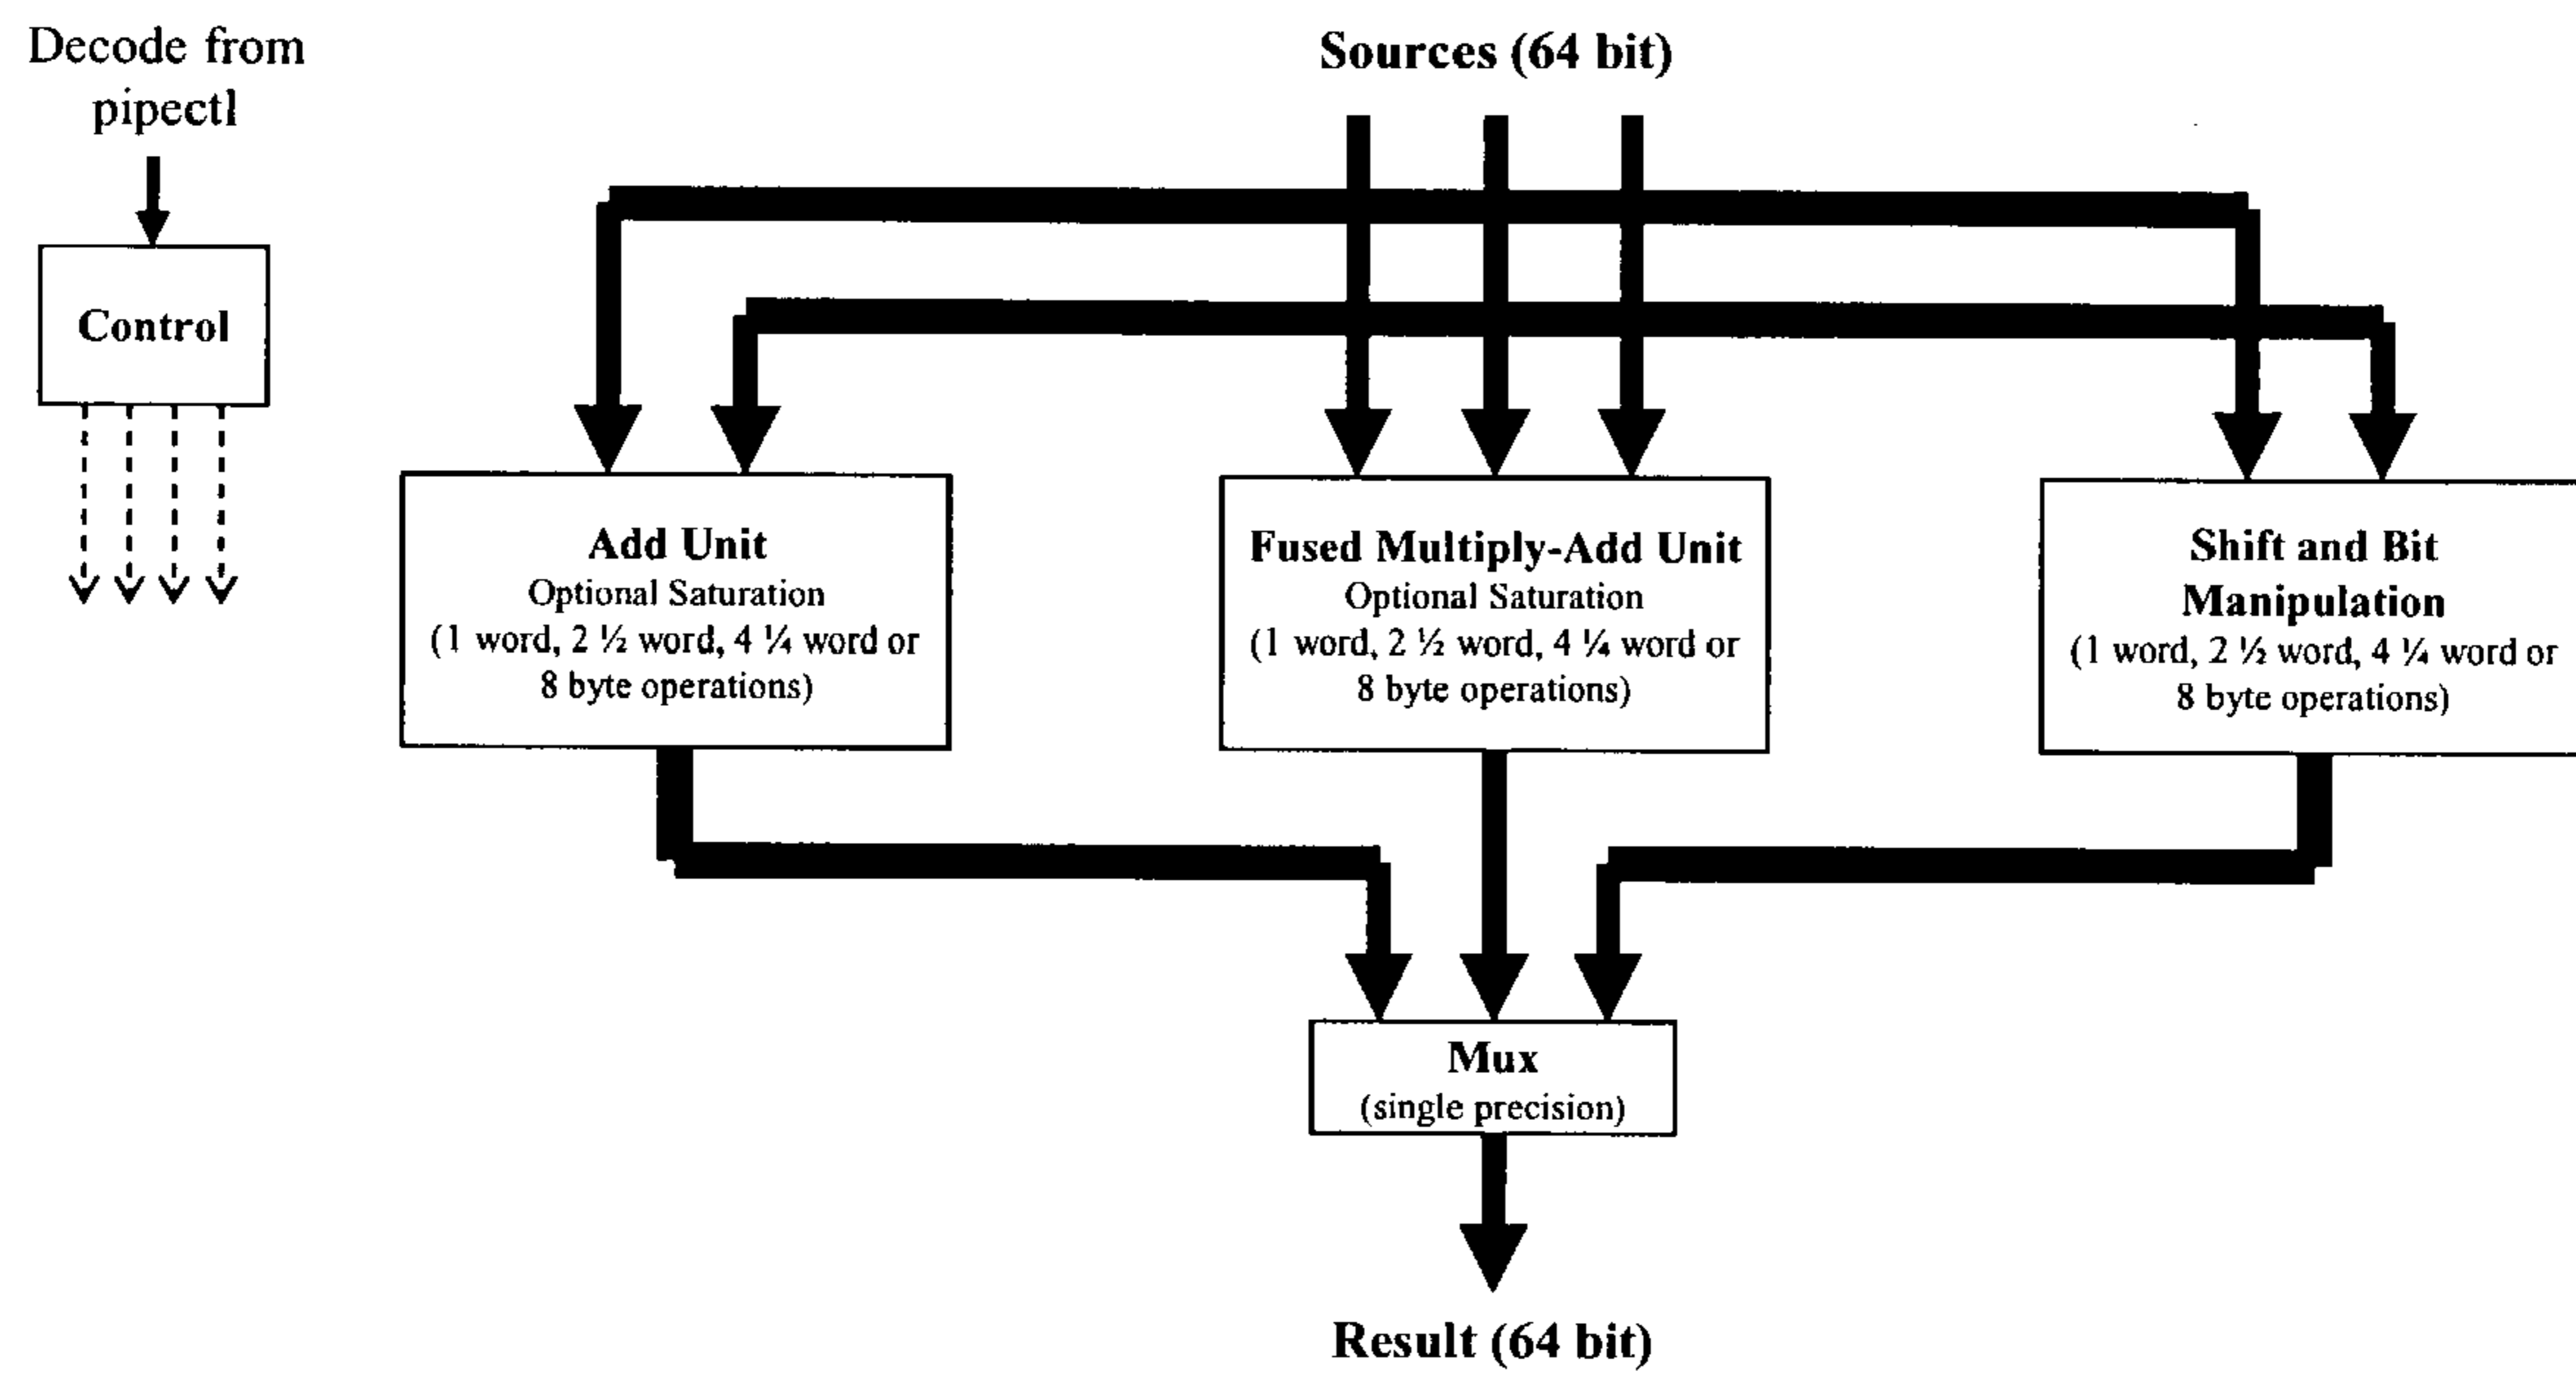 Decode from
pipectl
Sources (64 bit)
Control
Add Unit
Optional Saturation
(1 word, 2 ½ word, 4 ¼ word or
8 byte operations)
Fused Multiply-Add Unit
Optional Saturation
(1 word, 2 ½ word, 4 ¼ word or
8 byte operations)
Shift and Bit
Manipulation
(1 word, 2 ½ word, 4 ¼ word or
8 byte operations)
Mux
(single precision)
Result (64 bit)